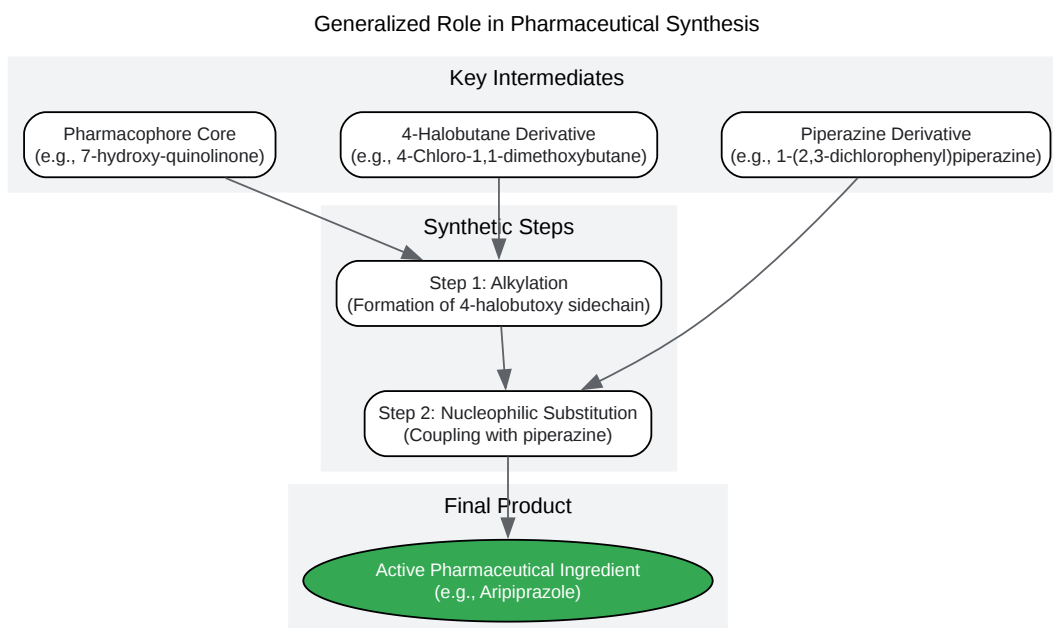 Generalized Role in Pharmaceutical Synthesis
Key Intermediates
Pharmacophore Core
(e.g., 7-hydroxy-quinolinone)
4-Halobutane Derivative
(e.g., 4-Chloro-1,1-dimethoxybutane)
Piperazine Derivative
(e.g., 1-(2,3-dichlorophenyl)piperazine)
Synthetic Steps
Step 1: Alkylation
(Formation of 4-halobutoxy sidechain)
Step 2: Nucleophilic Substitution
(Coupling with piperazine)
Final Product
Active Pharmaceutical Ingredient
(e.g., Aripiprazole)